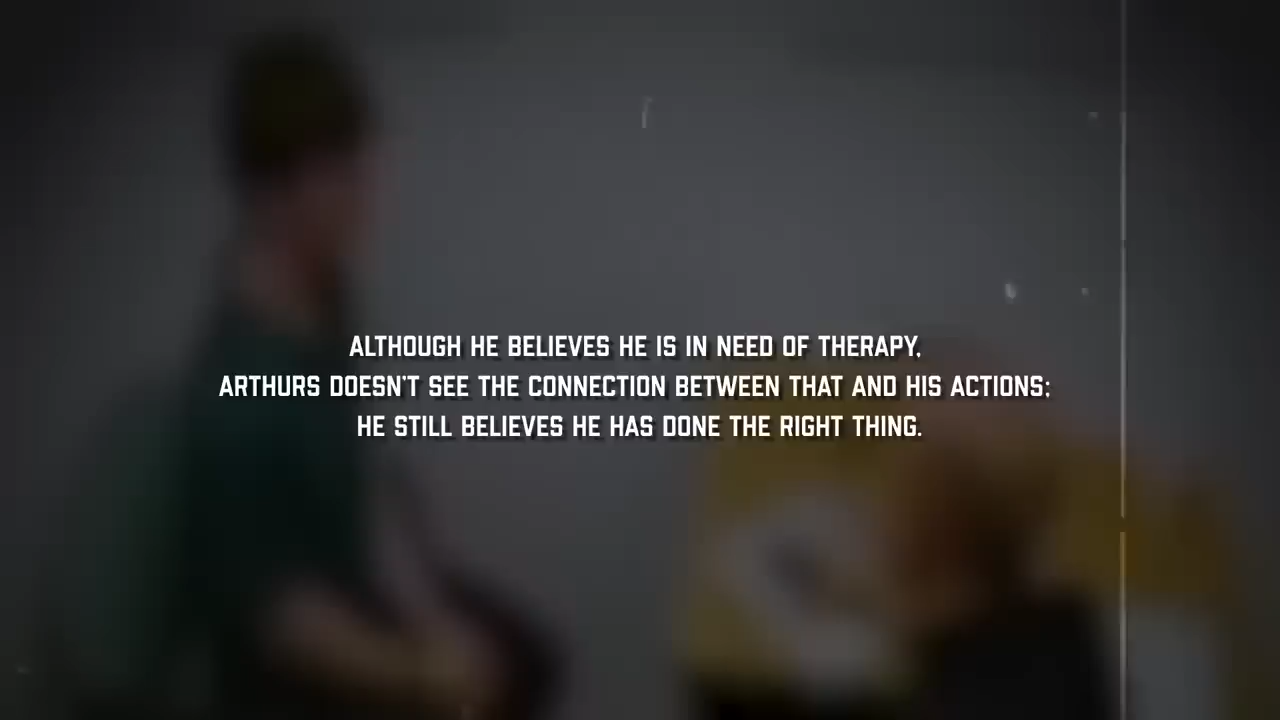 ALTHOUGH HE BELIEVES HE IS IN NEED OF THERAPY,
ARTHURS DOESN'T SEE THE CONNECTION BETWEEN THAT AND HIS ACTIONS;
HE STILL BELIEVES HE HAS DONE THE RIGHT THING.